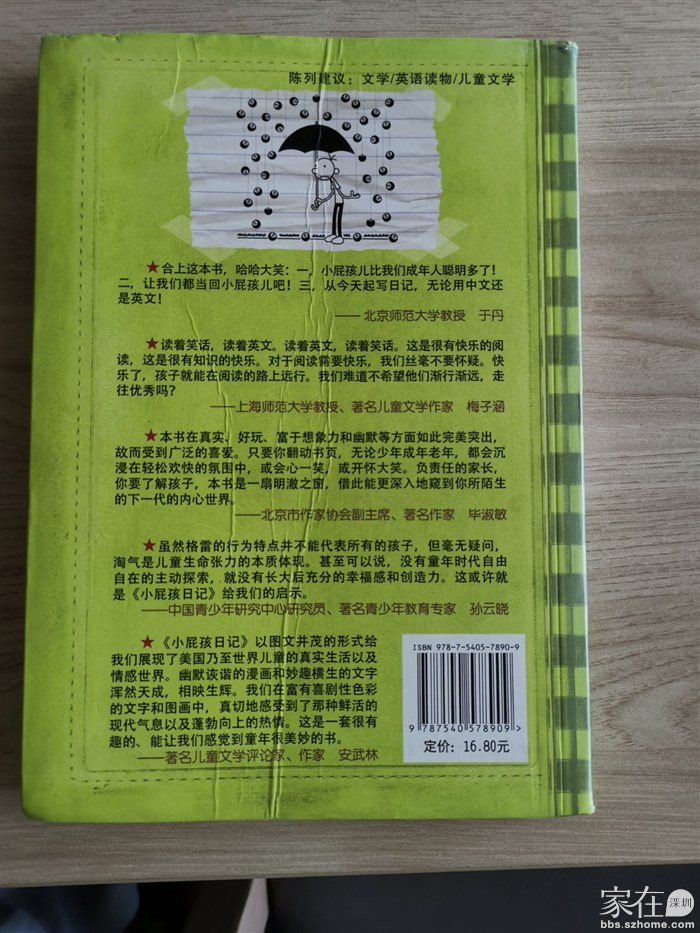 陈列建议：文学/英语读物/儿童文学
★合上这本书，哈哈大笑：一，小屁孩儿比我们成年人聪明多了！
二，让我们都当回小屁孩儿吧！三，从今天起写日记，无论用中文还
是英文！
——北京师范大学教授 于丹
★读着笑话，读着英文。读着英文，读着笑话。这是很有快乐的阅
读，这是很有知识的快乐。对于阅读需要快乐，我们丝毫不要怀疑。快
乐了，孩子就能在阅读的路上远行。我们难道不希望他们渐行渐远，走
往优秀吗？
——上海师范大学教授、著名儿童文学作家 梅子涵
★本书在真实、好玩、富于想象力和幽默等方面如此完美突出，
故而受到广泛的喜爱。只要你翻动书页，无论少年成年老年，都会沉
浸在轻松欢快的氛围中，或会心一笑，或开怀大笑。负责任的家长，
你要了解孩子，本书是一扇明澈之窗，借此能更深入地窥到你所陌生
的下一代的内心世界。
——北京市作家协会副主席、著名作家 毕淑敏
★虽然格雷的行为特点并不能代表所有的孩子，但毫无疑问，
淘气是儿童生命张力的本质体现。甚至可以说，没有童年时代自由
自在的主动探索，就没有长大后充分的幸福感和创造力。这或许就
是《小屁孩日记》给我们的启示。
——中国青少年研究中心研究员、著名青少年教育专家 孙云晓
★《小屁孩日记》以图文并茂的形式给
我们展现了美国乃至世界儿童的真实生活以及
情感世界。幽默诙谐的漫画和妙趣横生的文字
浑然天成，相映生辉。我们在富有喜剧性色彩
的文字和图画中，真切地感受到了那种鲜活的
现代气息以及蓬勃向上的热情。这是一套很有
趣的、能让我们感觉到童年很美妙的书。
——著名儿童文学评论家、作家 安武林
ISBN 978-7-5405-7890-9
9 787540 578909 >
定价：16.80元
家在深圳
bbs.szhome.com